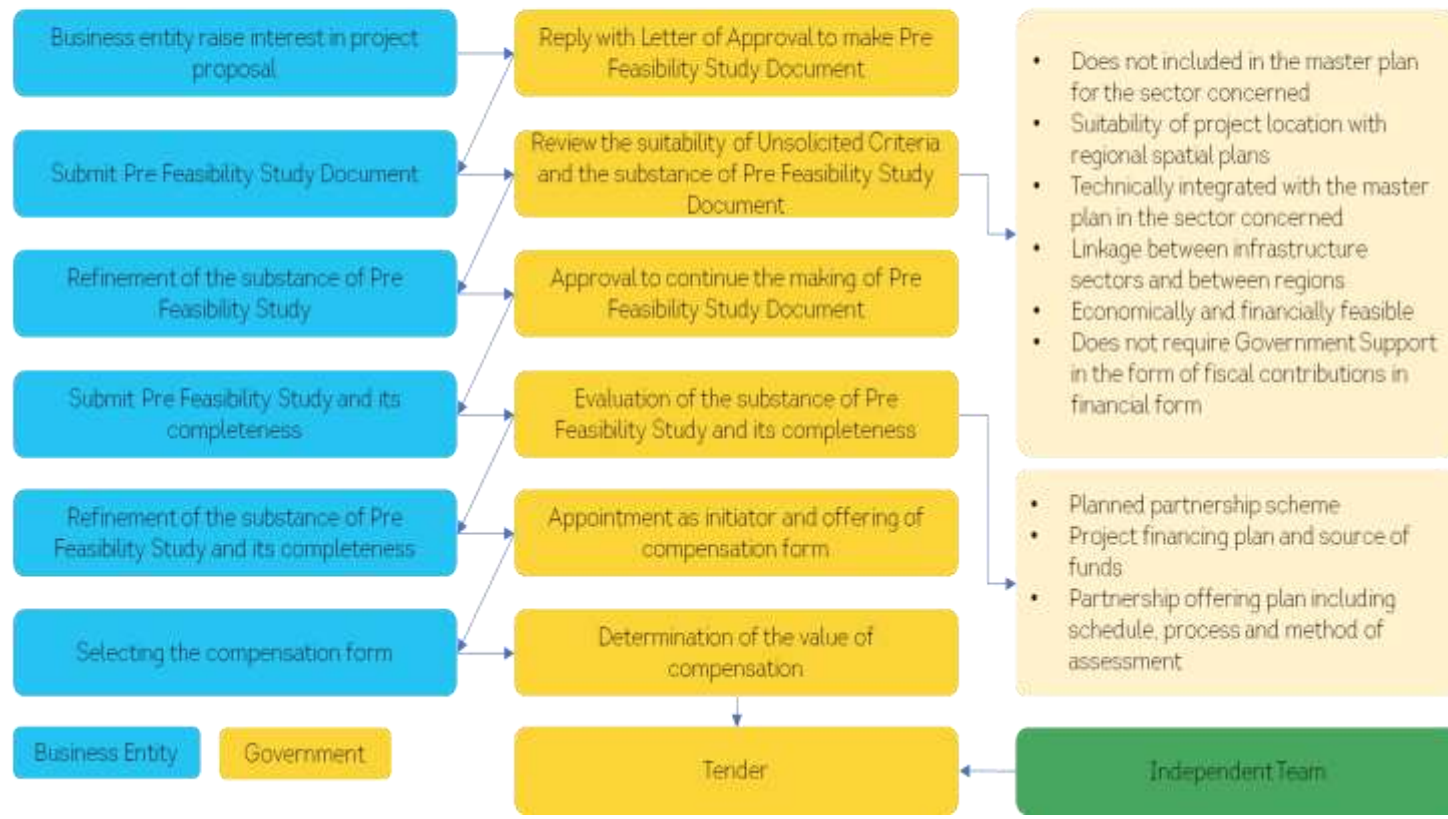 Business entity raise interest in project
proposal
Reply with Letter of Approval to make Pre
Feasibility Study Document
Submit Pre Feasibility Study Document
Review the suitability of Unsolicited Criteria
and the substance of Pre Feasibility Study
Document
Refinement of the substance of Pre
Feasibility Study
Approval to continue the making of Pre
Feasibility Study Document
Submit Pre Feasibility Study and its
completeness
Evaluation of the substance of Pre
Feasibility Study and its completeness
Refinement of the substance of Pre
Feasibility Study and its completeness
Appointment as initiator and offering of
compensation form
Selecting the compensation form
Determination of the value of
compensation
• Does not included in the master plan
for the sector concerned
• Suitability of project location with
regional spatial plans
• Technically integrated with the master
plan in the sector concerned
• Linkage between infrastructure
sectors and between regions
• Economically and financially feasible
• Does not require Government Support
in the form of fiscal contributions in
financial form
• Planned partnership scheme
• Project financing plan and source of
funds
• Partnership offering plan including
schedule, process and method of
assessment
Business Entity
Government
Tender
Independent Team